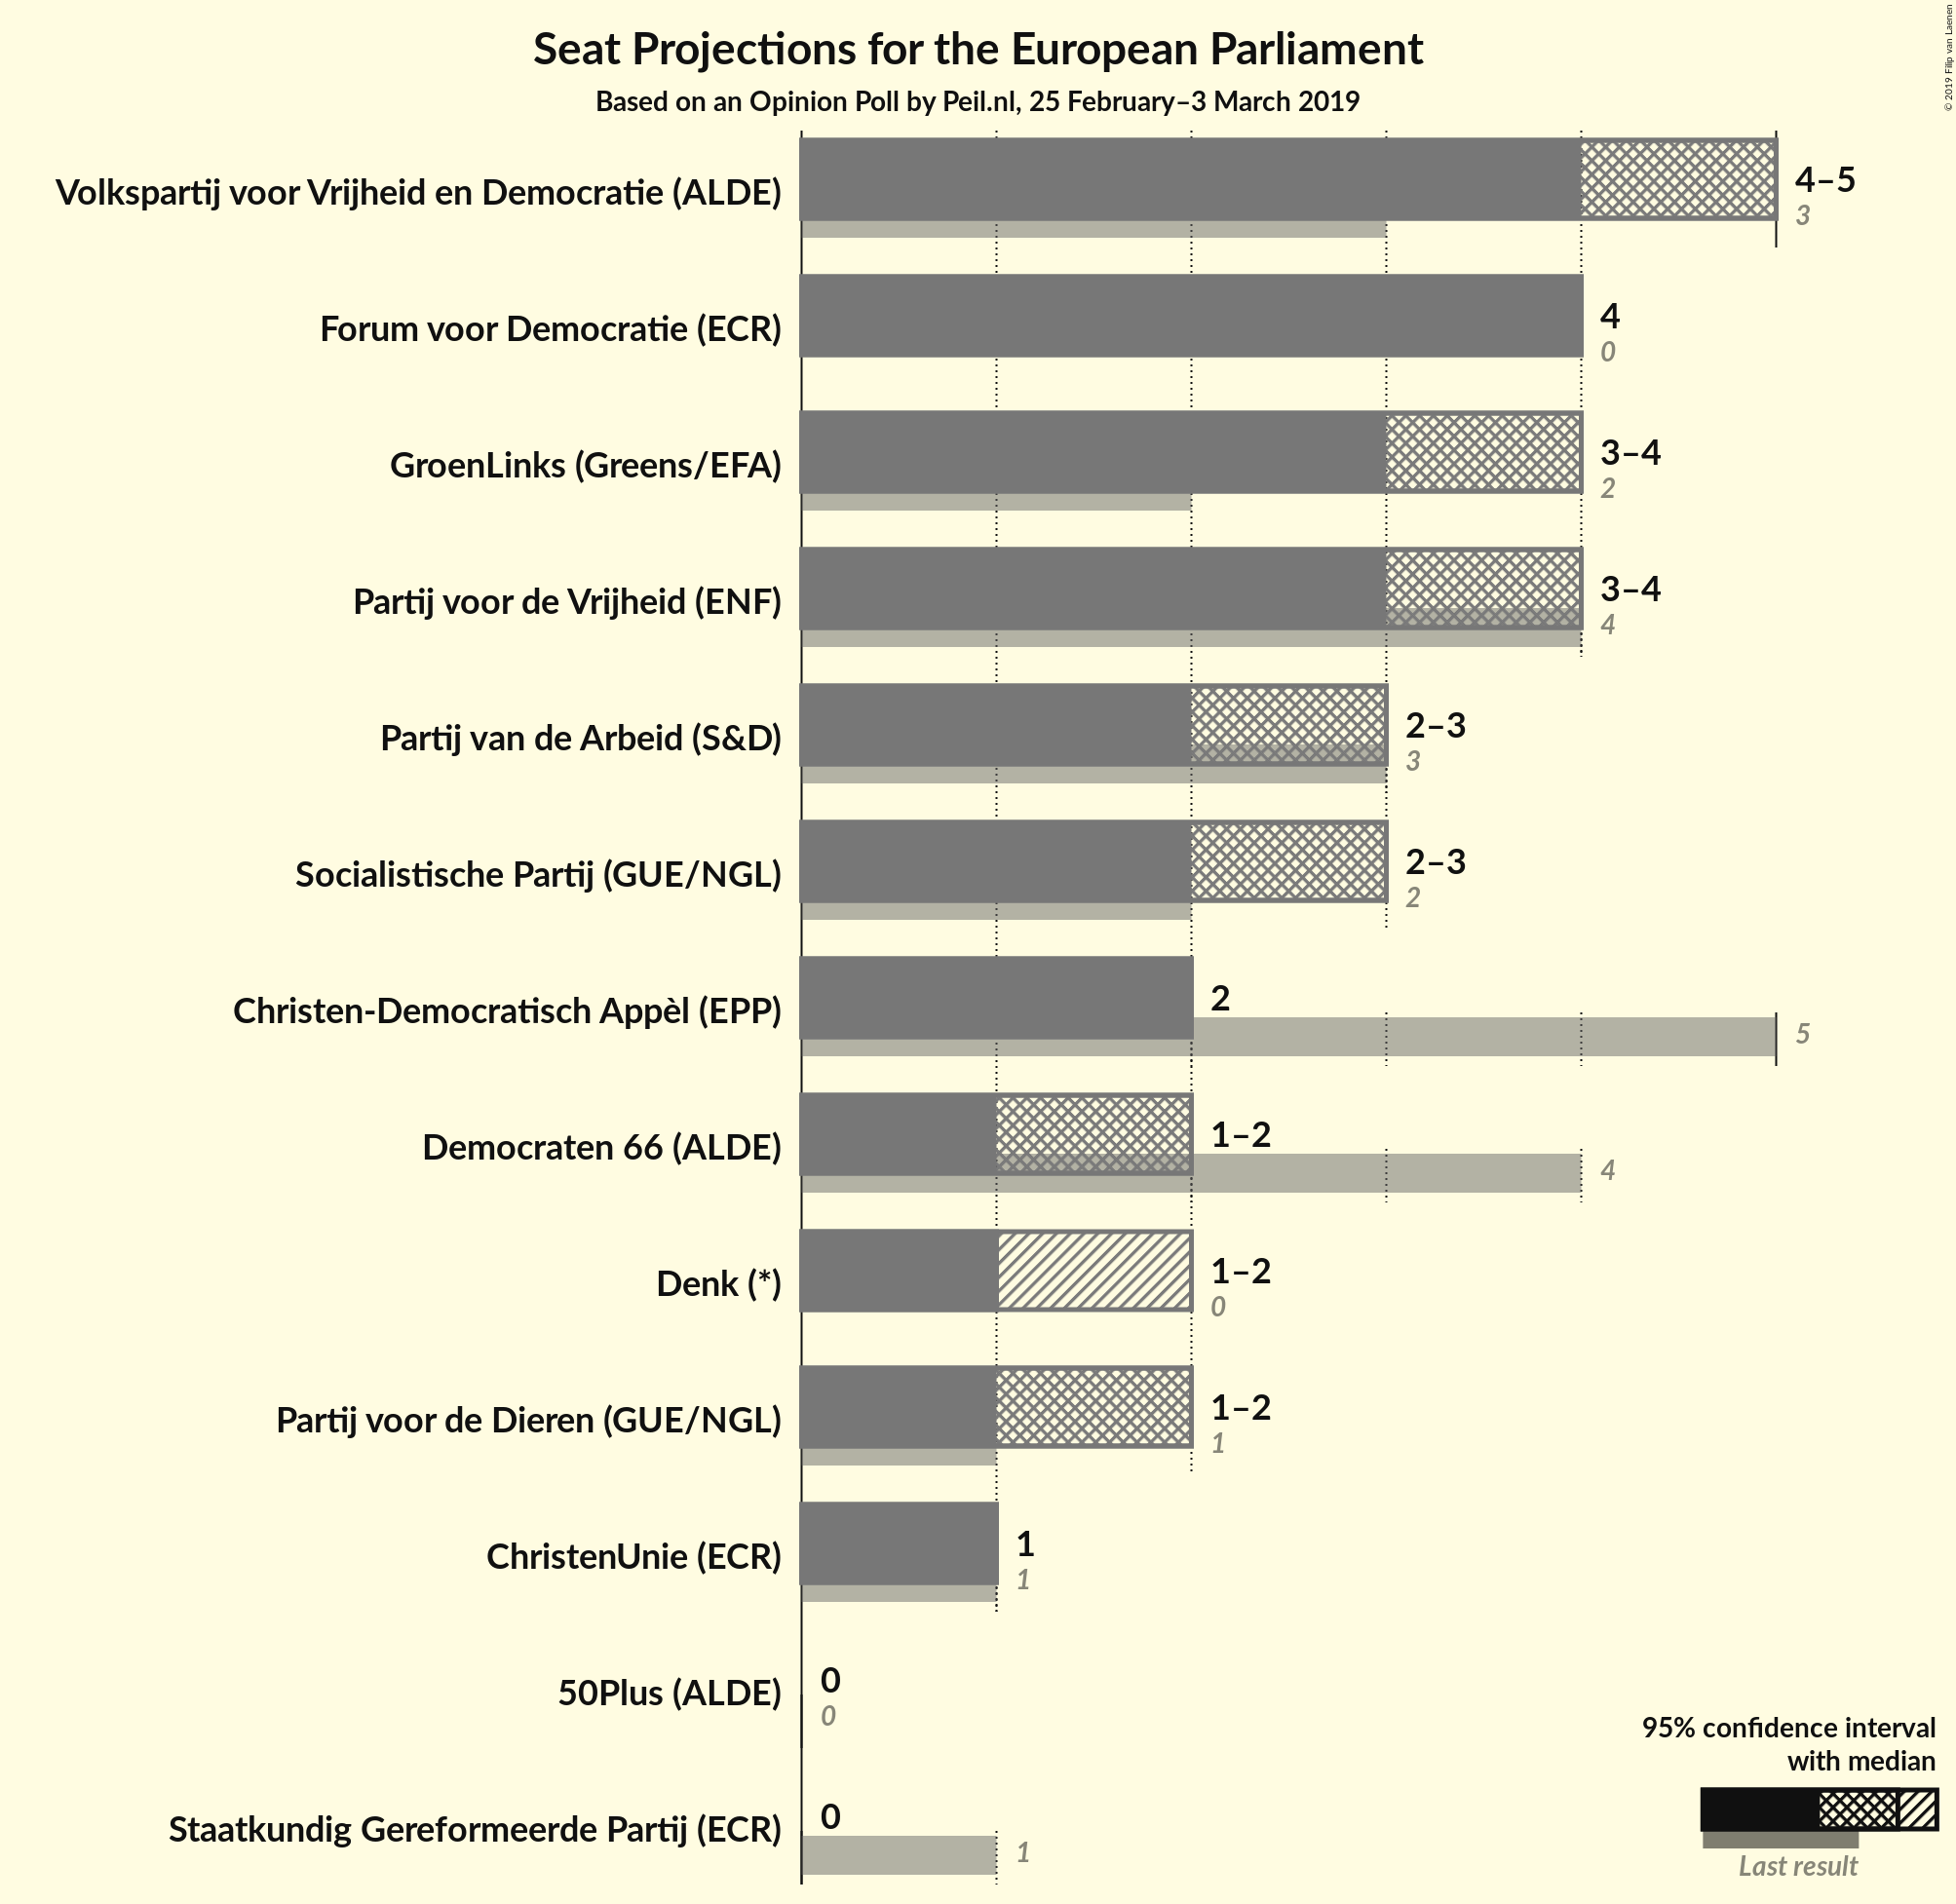 Seat Projections for the European Parliament
Based on an Opinion Poll by Peil.nl, 25 February–3 March 2019
© 2019 Filip van Laenen
Volkspartij voor Vrijheid en Democratie (ALDE)
4–5
3
Forum voor Democratie (ECR)
4
0
GroenLinks (Greens/EFA)
3–4
2
Partij voor de Vrijheid (ENF)
3–4
4
Partij van de Arbeid (S&D)
2–3
3
Socialistische Partij (GUE/NGL)
2–3
2
Christen-Democratisch Appèl (EPP)
2
5
Democraten 66 (ALDE)
1–2
4
Denk (*)
1–2
0
Partij voor de Dieren (GUE/NGL)
1–2
1
ChristenUnie (ECR)
1
1
50Plus (ALDE)
0
0
Staatkundig Gereformeerde Partij (ECR)
0
1
95% confidence interval
with median
Last result